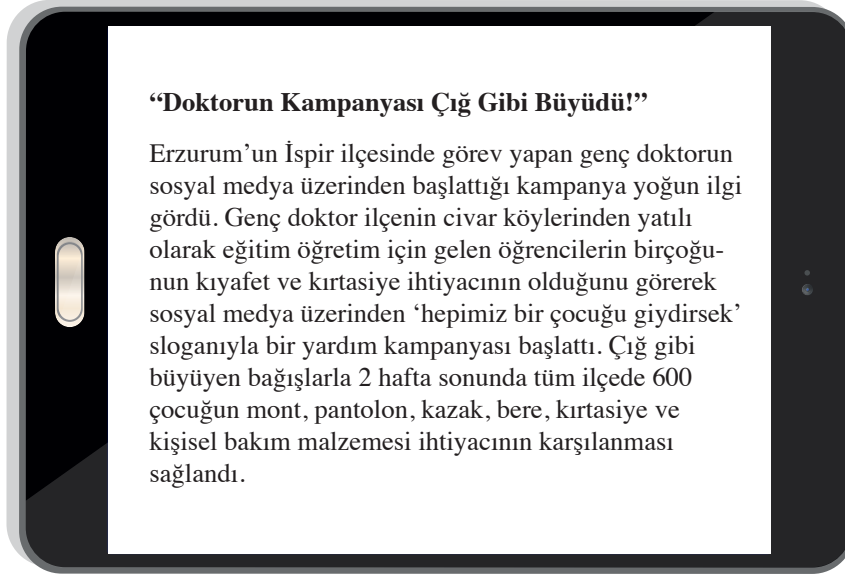 “Doktorun Kampanyası Çığ Gibi Büyüdü!”
Erzurum’un İspir ilçesinde görev yapan genç doktorun
sosyal medya üzerinden başlattığı kampanya yoğun ilgi
gördü. Genç doktor ilçenin civar köylerinden yatılı
olarak eğitim öğretim için gelen öğrencilerin birçoğu-
nun kıyafet ve kırtasiye ihtiyacının olduğunu görerek
sosyal medya üzerinden ‘hepimiz bir çocuğu giydirsek’
sloganıyla bir yardım kampanyası başlattı. Çığ gibi
büyüyen bağışlarla 2 hafta sonunda tüm ilçede 600
çocuğun mont, pantolon, kazak, bere, kırtasiye ve
kişisel bakım malzemesi ihtiyacının karşılanması
sağlandı.